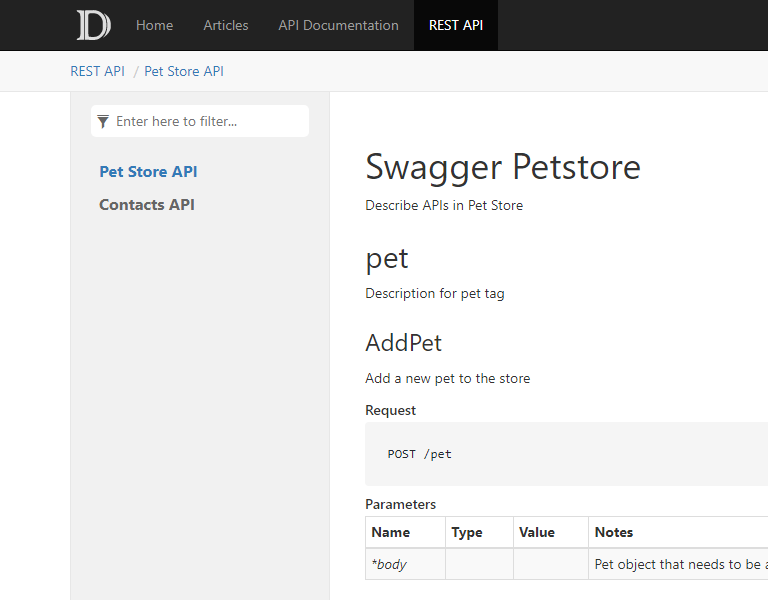 D Home Articles API Documentation REST API
REST API / Pet Store API
Enter here to filter...
Pet Store API
Contacts API
Swagger Petstore
Describe APIs in Pet Store
pet
Description for pet tag
AddPet
Add a new pet to the store
Request
POST /pet
Parameters
Name Type Value Notes
*body Pet object that needs to be